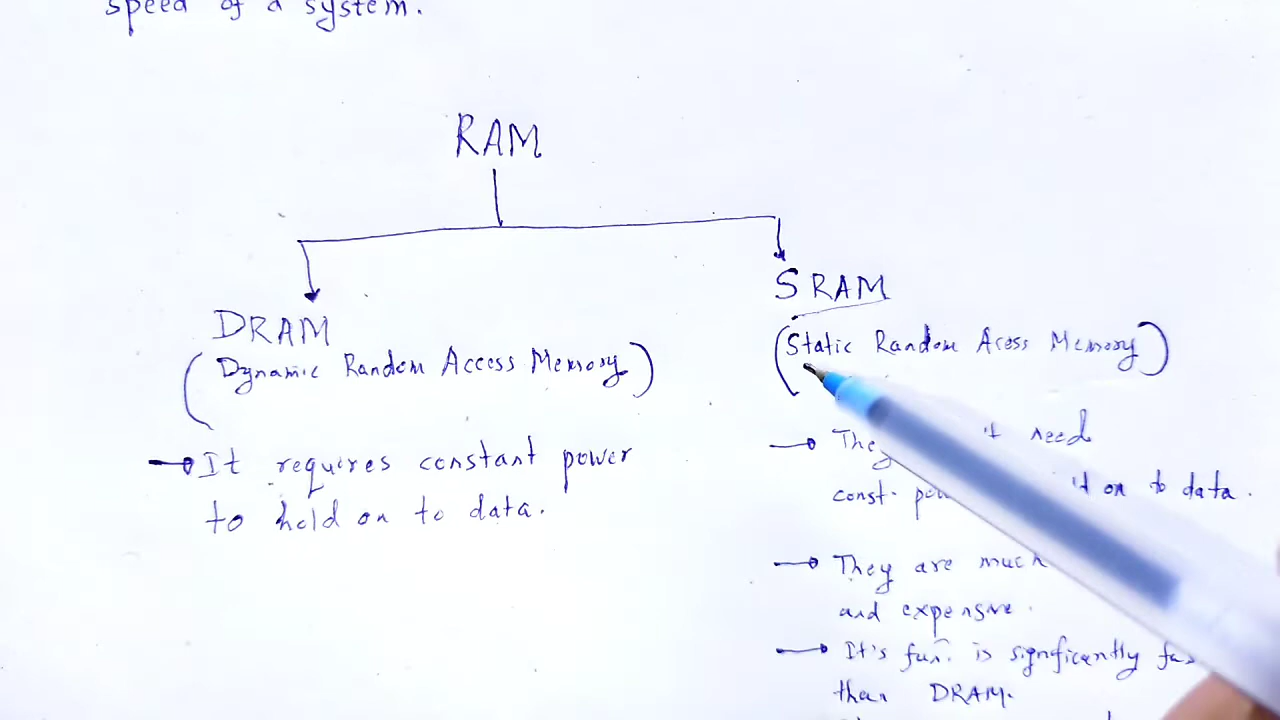 speed of a system.
RAM
DRAM
(Dynamic Random Access Memory)
→ It requires constant power
to hold on to data.
SRAM
(Static Random Acess Memory)
→ need
const. on to data.
→ They are much
and expensive.
→ It's fun. is significantly
than DRAM.